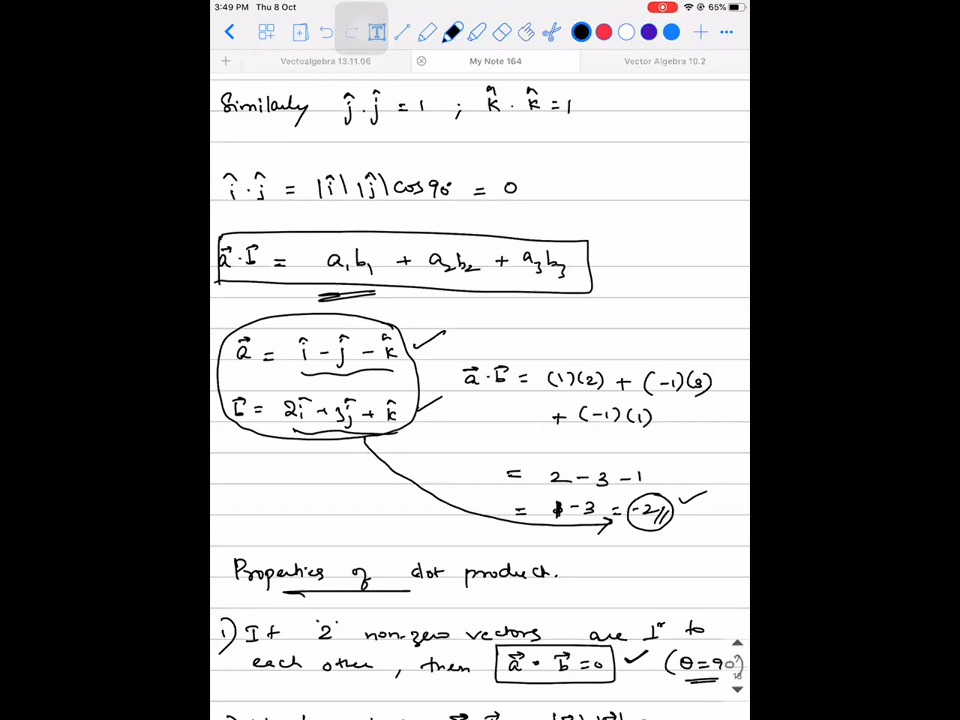 3:49 PM Thu 8 Oct 65%
Vectoalgebra 13.11.06 My Note 164 Vector Algebra 10.2
Similarly ĵ · ĵ = 1 ; k̂ · k̂ = 1
î · ĵ = |î| |ĵ| cos 90° = 0
a⃗ · b⃗ = a₁b₁ + a₂b₂ + a₃b₃
a⃗ = î - ĵ - k̂
b⃗ = 2î + 3ĵ + k̂
a⃗ · b⃗ = (1)(2) + (-1)(3)
+ (-1)(1)
= 2 - 3 - 1
= 1 - 3 = -2
Properties of dot product.
1) If '2' non-zero vectors are ⊥r to
each other, then a⃗ · b⃗ = 0 (θ = 90°)